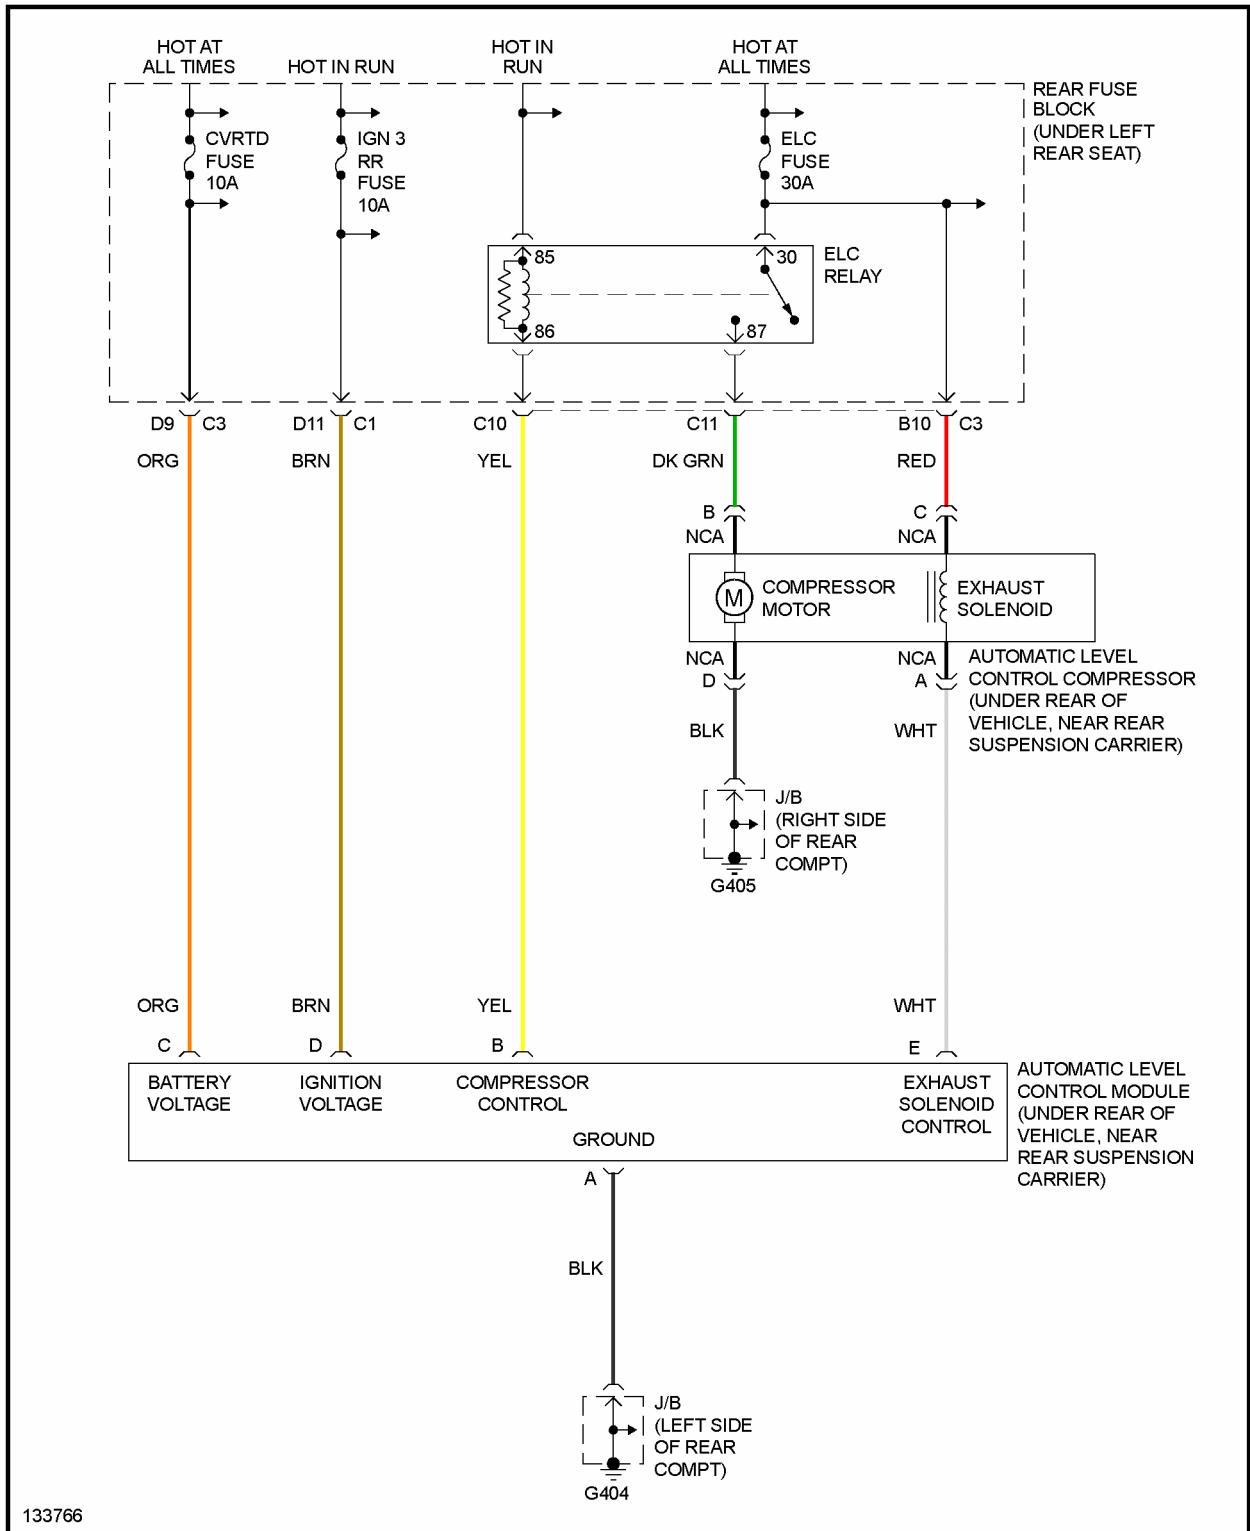 HOT AT
ALL TIMES
HOT IN RUN
HOT IN
RUN
HOT AT
ALL TIMES
REAR FUSE
BLOCK
(UNDER LEFT
REAR SEAT)
CVRTD
FUSE
10A
IGN 3
RR
FUSE
10A
ELC
FUSE
30A
85
30
ELC
RELAY
86
87
D9 C3
D11 C1
C10
C11
B10 C3
ORG
BRN
YEL
DK GRN
RED
B
C
NCA
NCA
M
COMPRESSOR
MOTOR
EXHAUST
SOLENOID
NCA
NCA
D
A
AUTOMATIC LEVEL
CONTROL COMPRESSOR
(UNDER REAR OF
VEHICLE, NEAR REAR
SUSPENSION CARRIER)
BLK
WHT
J/B
(RIGHT SIDE
OF REAR
COMPT)
G405
ORG
BRN
YEL
WHT
C
D
B
E
BATTERY
VOLTAGE
IGNITION
VOLTAGE
COMPRESSOR
CONTROL
EXHAUST
SOLENOID
CONTROL
GROUND
AUTOMATIC LEVEL
CONTROL MODULE
(UNDER REAR OF
VEHICLE, NEAR
REAR SUSPENSION
CARRIER)
A
BLK
J/B
(LEFT SIDE
OF REAR
COMPT)
G404
133766